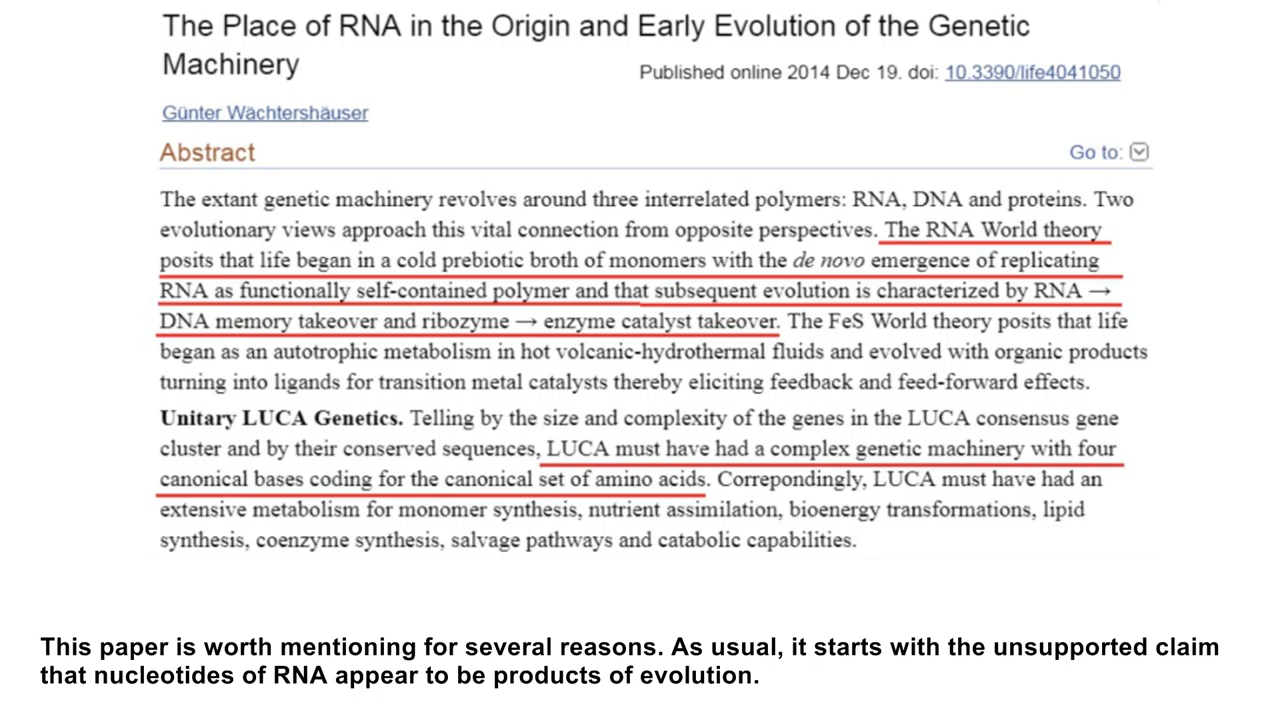 The Place of RNA in the Origin and Early Evolution of the Genetic
Machinery
Published online 2014 Dec 19. doi: 10.3390/life4041050
Günter Wächtershäuser
Abstract
Go to:
The extant genetic machinery revolves around three interrelated polymers: RNA, DNA and proteins. Two
evolutionary views approach this vital connection from opposite perspectives. The RNA World theory
posits that life began in a cold prebiotic broth of monomers with the de novo emergence of replicating
RNA as functionally self-contained polymer and that subsequent evolution is characterized by RNA →
DNA memory takeover and ribozyme → enzyme catalyst takeover. The FeS World theory posits that life
began as an autotrophic metabolism in hot volcanic-hydrothermal fluids and evolved with organic products
turning into ligands for transition metal catalysts thereby eliciting feedback and feed-forward effects.
Unitary LUCA Genetics. Telling by the size and complexity of the genes in the LUCA consensus gene
cluster and by their conserved sequences, LUCA must have had a complex genetic machinery with four
canonical bases coding for the canonical set of amino acids. Correpondingly, LUCA must have had an
extensive metabolism for monomer synthesis, nutrient assimilation, bioenergy transformations, lipid
synthesis, coenzyme synthesis, salvage pathways and catabolic capabilities.
This paper is worth mentioning for several reasons. As usual, it starts with the unsupported claim
that nucleotides of RNA appear to be products of evolution.